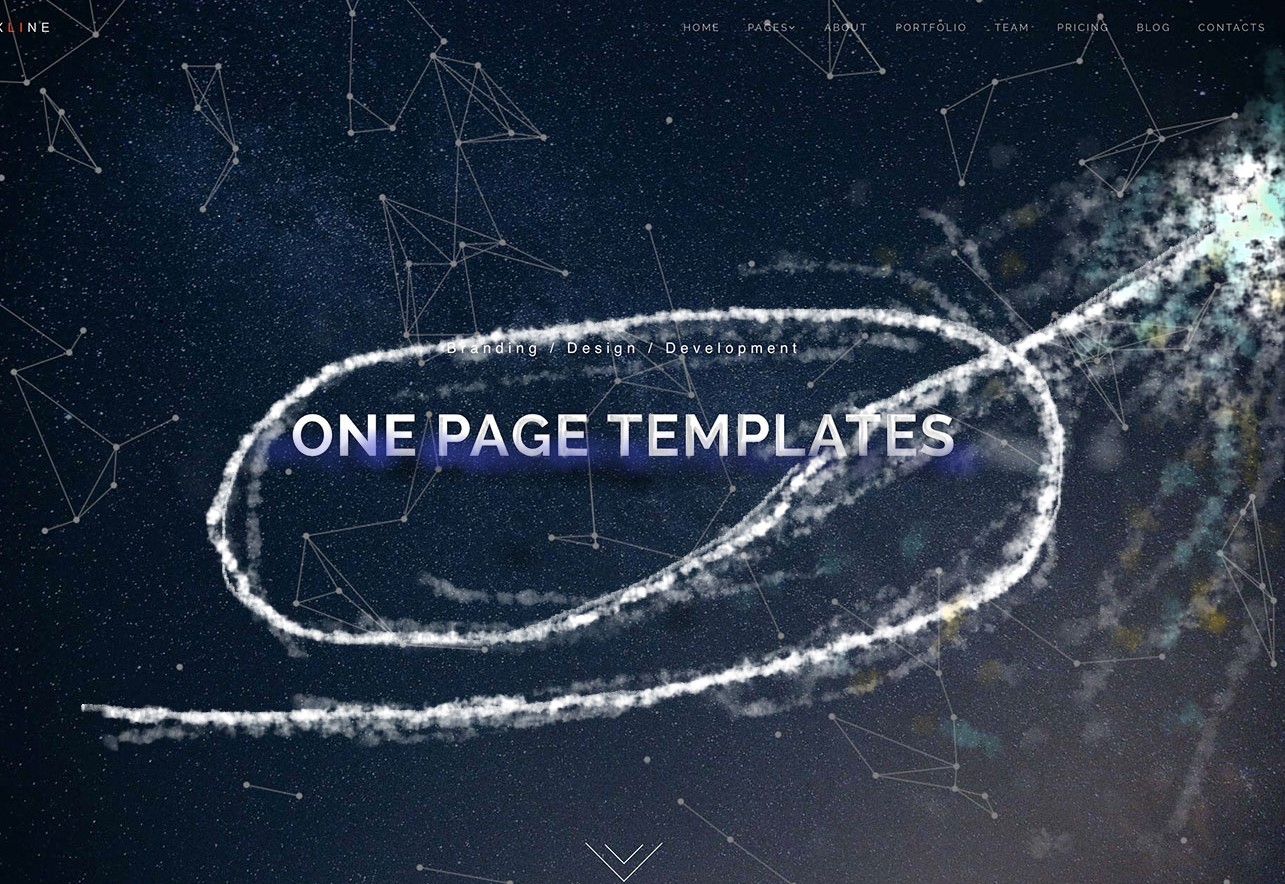 LINE
HOME PAGES ABOUT PORTFOLIO TEAM PRICING BLOG CONTACTS
Branding / Design / Development
ONE PAGE TEMPLATES